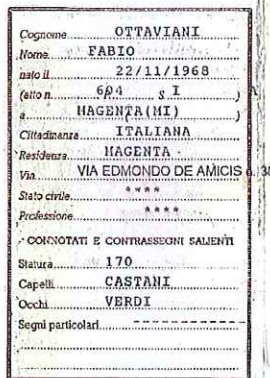 Cognome OTTAVIANI
Nome FABIO
nato il 22/11/1968
(atto n. 684 s I )
a MAGENTA(MI) )
Cittadinanza ITALIANA
Residenza MAGENTA
Via VIA EDMONDO DE AMICIS
Stato civile ****
Professione ****
CONNOTATI E CONTRASSEGNI SALIENTI
Statura 170
Capelli CASTANI
Occhi VERDI
Segni particolari